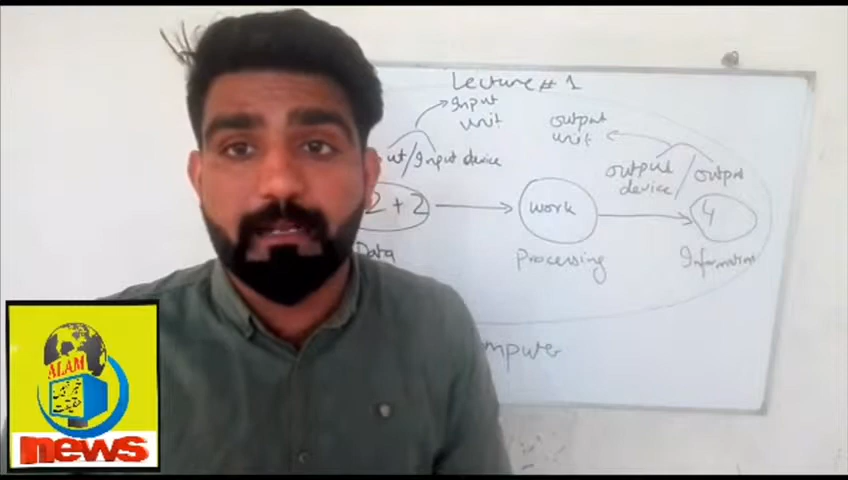 Lecture # 1
Input
unit
output
unit
ut/Input device
output
device
/
output
2 + 2
work
4
Data
Processing
Information
mputer
ALAM
news